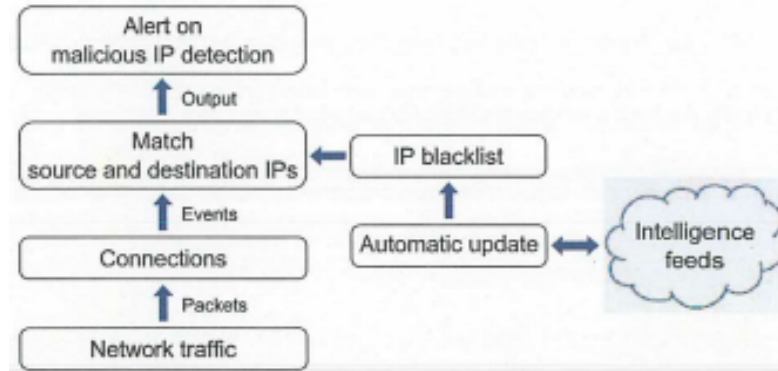 Alert on
malicious IP detection
Output
Match
source and destination IPs
IP blacklist
Events
Connections
Automatic update
Intelligence
feeds
Packets
Network traffic